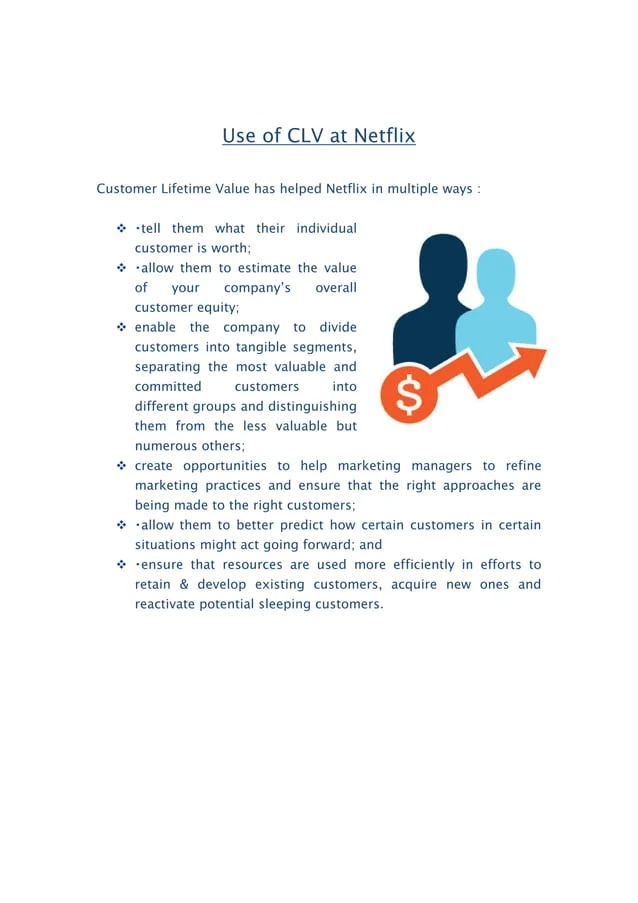 Use of CLV at Netflix
Customer Lifetime Value has helped Netflix in multiple ways :
❖ •tell them what their individual
customer is worth;
❖ •allow them to estimate the value
of your company’s overall
customer equity;
❖ enable the company to divide
customers into tangible segments,
separating the most valuable and
committed customers into
different groups and distinguishing
them from the less valuable but
numerous others;
❖ create opportunities to help marketing managers to refine
marketing practices and ensure that the right approaches are
being made to the right customers;
❖ •allow them to better predict how certain customers in certain
situations might act going forward; and
❖ •ensure that resources are used more efficiently in efforts to
retain & develop existing customers, acquire new ones and
reactivate potential sleeping customers.
$